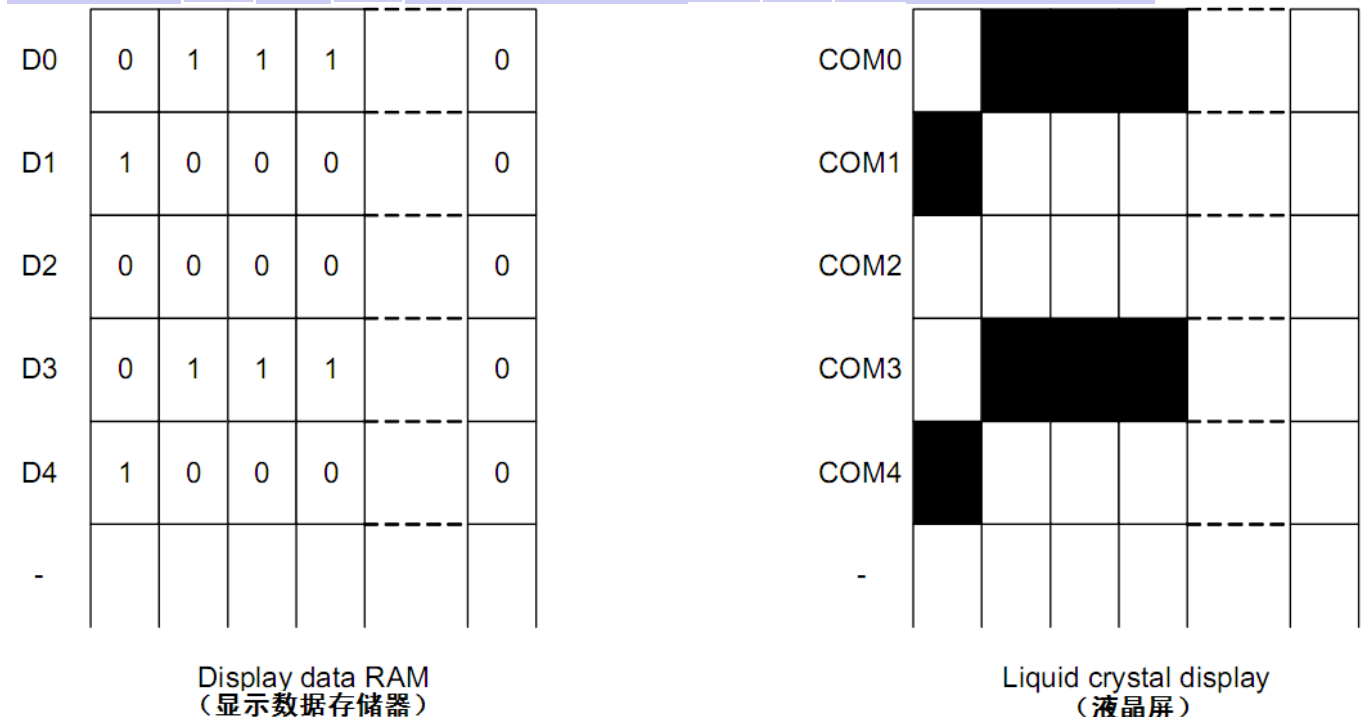 D0 0 1 1 1 0 COM0
D1 1 0 0 0 0 COM1
D2 0 0 0 0 0 COM2
D3 0 1 1 1 0 COM3
D4 1 0 0 0 0 COM4
- -
Display data RAM Liquid crystal display
（显示数据存储器） （液晶屏）